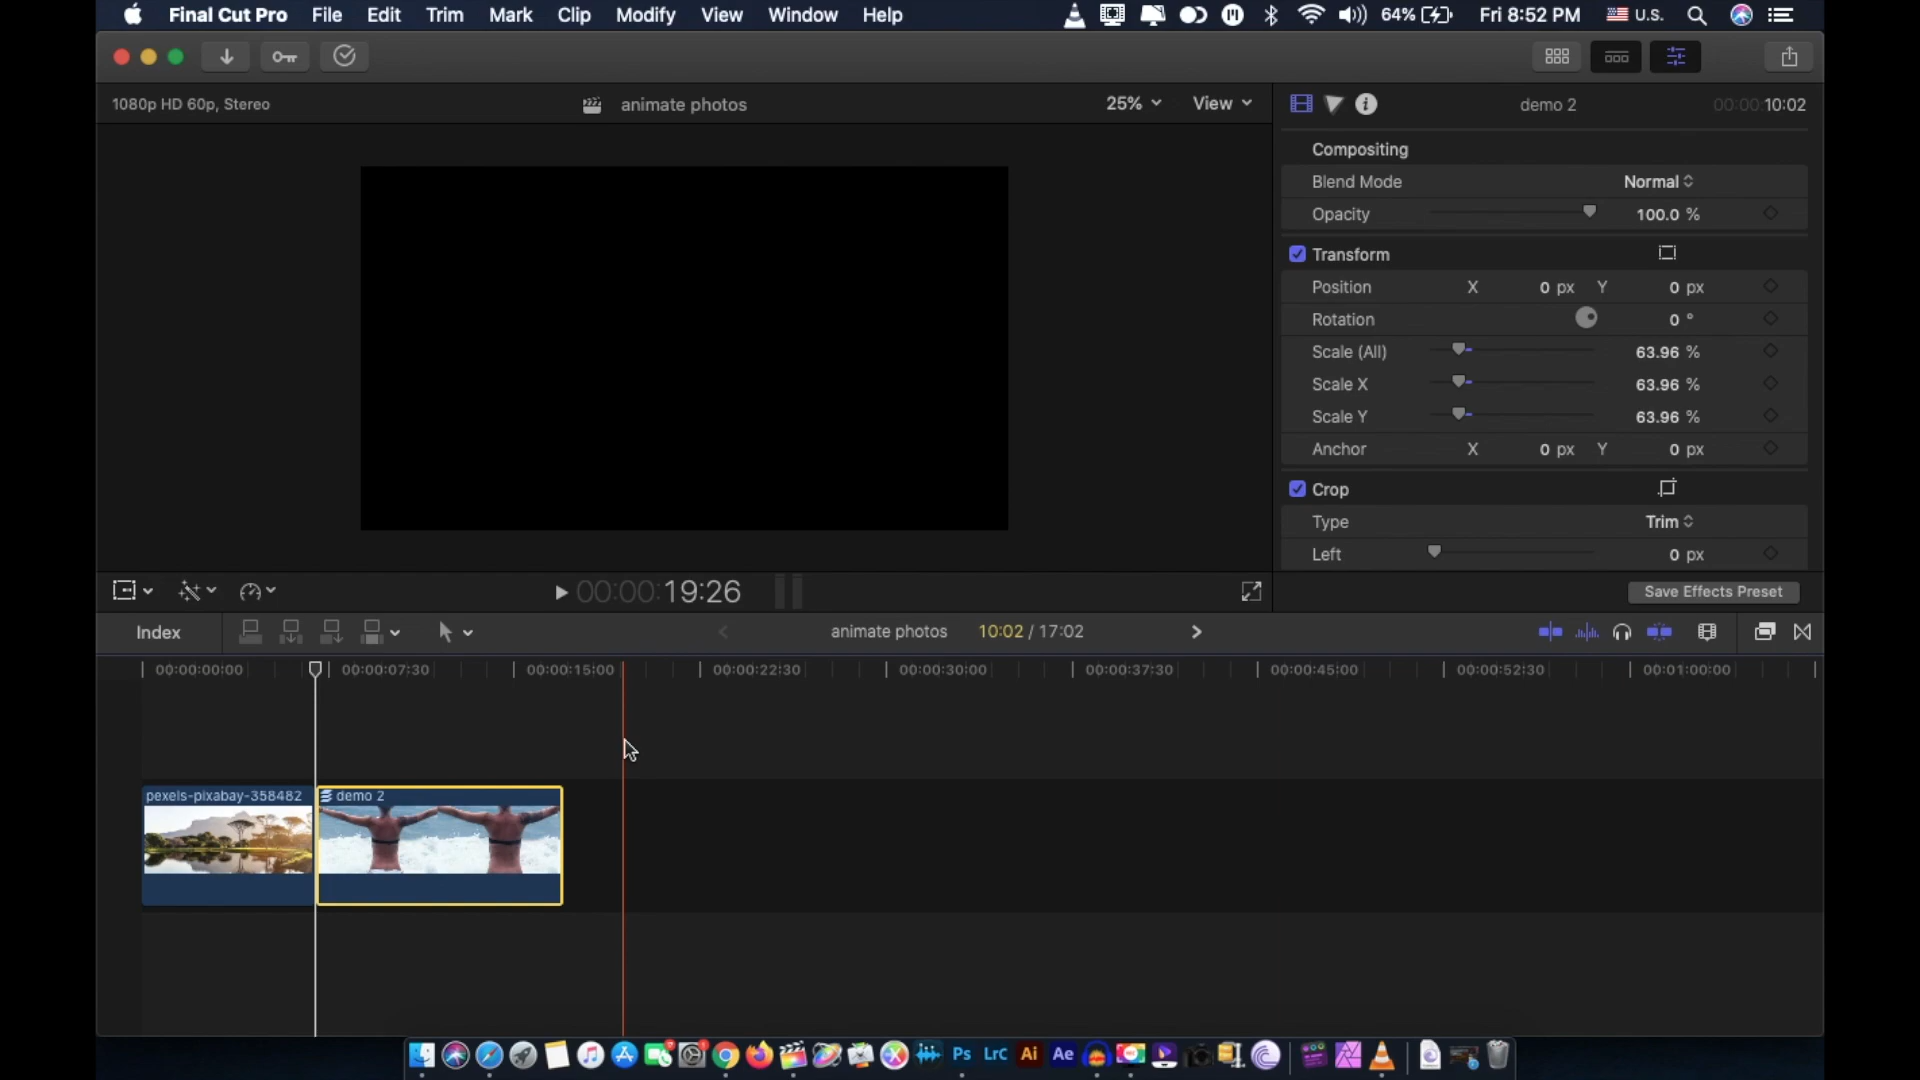 Final Cut Pro File Edit Trim Mark Clip Modify View Window Help 64% Fri 8:52 PM U.S.
1080p HD 60p, Stereo animate photos 25% View demo 2 00:00:10:02
Compositing
Blend Mode Normal
Opacity 100.0 %
Transform
Position X 0 px Y 0 px
Rotation 0 °
Scale (All) 63.96 %
Scale X 63.96 %
Scale Y 63.96 %
Anchor X 0 px Y 0 px
Crop
Type Trim
Left 0 px
00:00:19:26 Save Effects Preset
Index animate photos 10:02 / 17:02
00:00:00:00 00:00:07:30 00:00:15:00 00:00:22:30 00:00:30:00 00:00:37:30 00:00:45:00 00:00:52:30 00:01:00:00
pexels-pixabay-358482 demo 2
Ps LrC Ai Ae